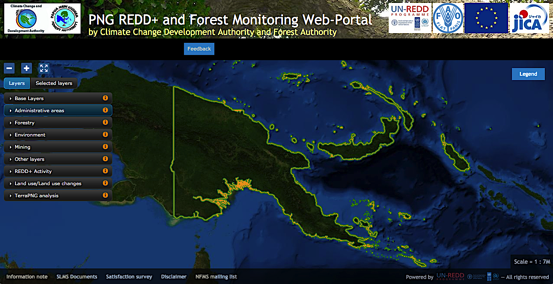 Climate Change and
Development Authority
PNG REDD+ and Forest Monitoring Web-Portal
by Climate Change Development Authority and Forest Authority
UN-REDD
PROGRAMME
FAO
JICA
Feedback
Layers
Selected layers
Legend
Base Layers
Administrative areas
Forestry
Environment
Mining
Other layers
REDD+ Activity
Land use/Land use changes
TerraPNG analysis
Scale = 1 : 7M
Information note
SLMS Documents
Satisfaction survey
Disclaimer
NFMS mailing list
Powered by
UN-REDD
— All rights reserved